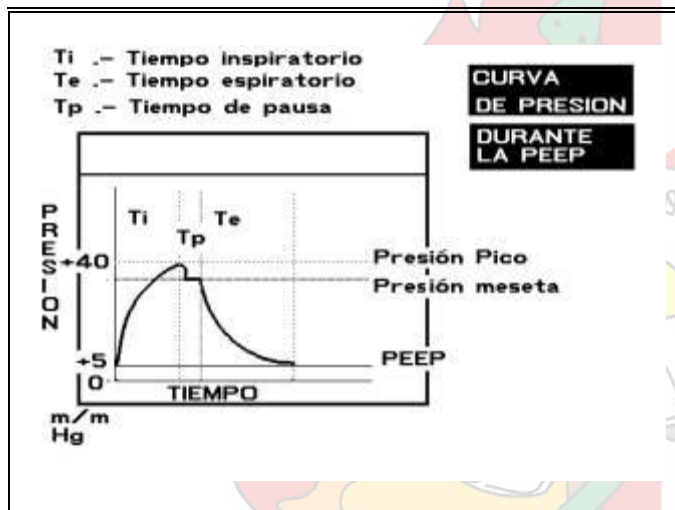 Ti .- Tiempo inspiratorio
Te .- Tiempo espiratorio
Tp .- Tiempo de pausa
CURVA
DE PRESION
DURANTE
LA PEEP
PRESION
Ti
Te
Tp
+40
Presión Pico
Presión meseta
+5
PEEP
0
TIEMPO
m/m
Hg